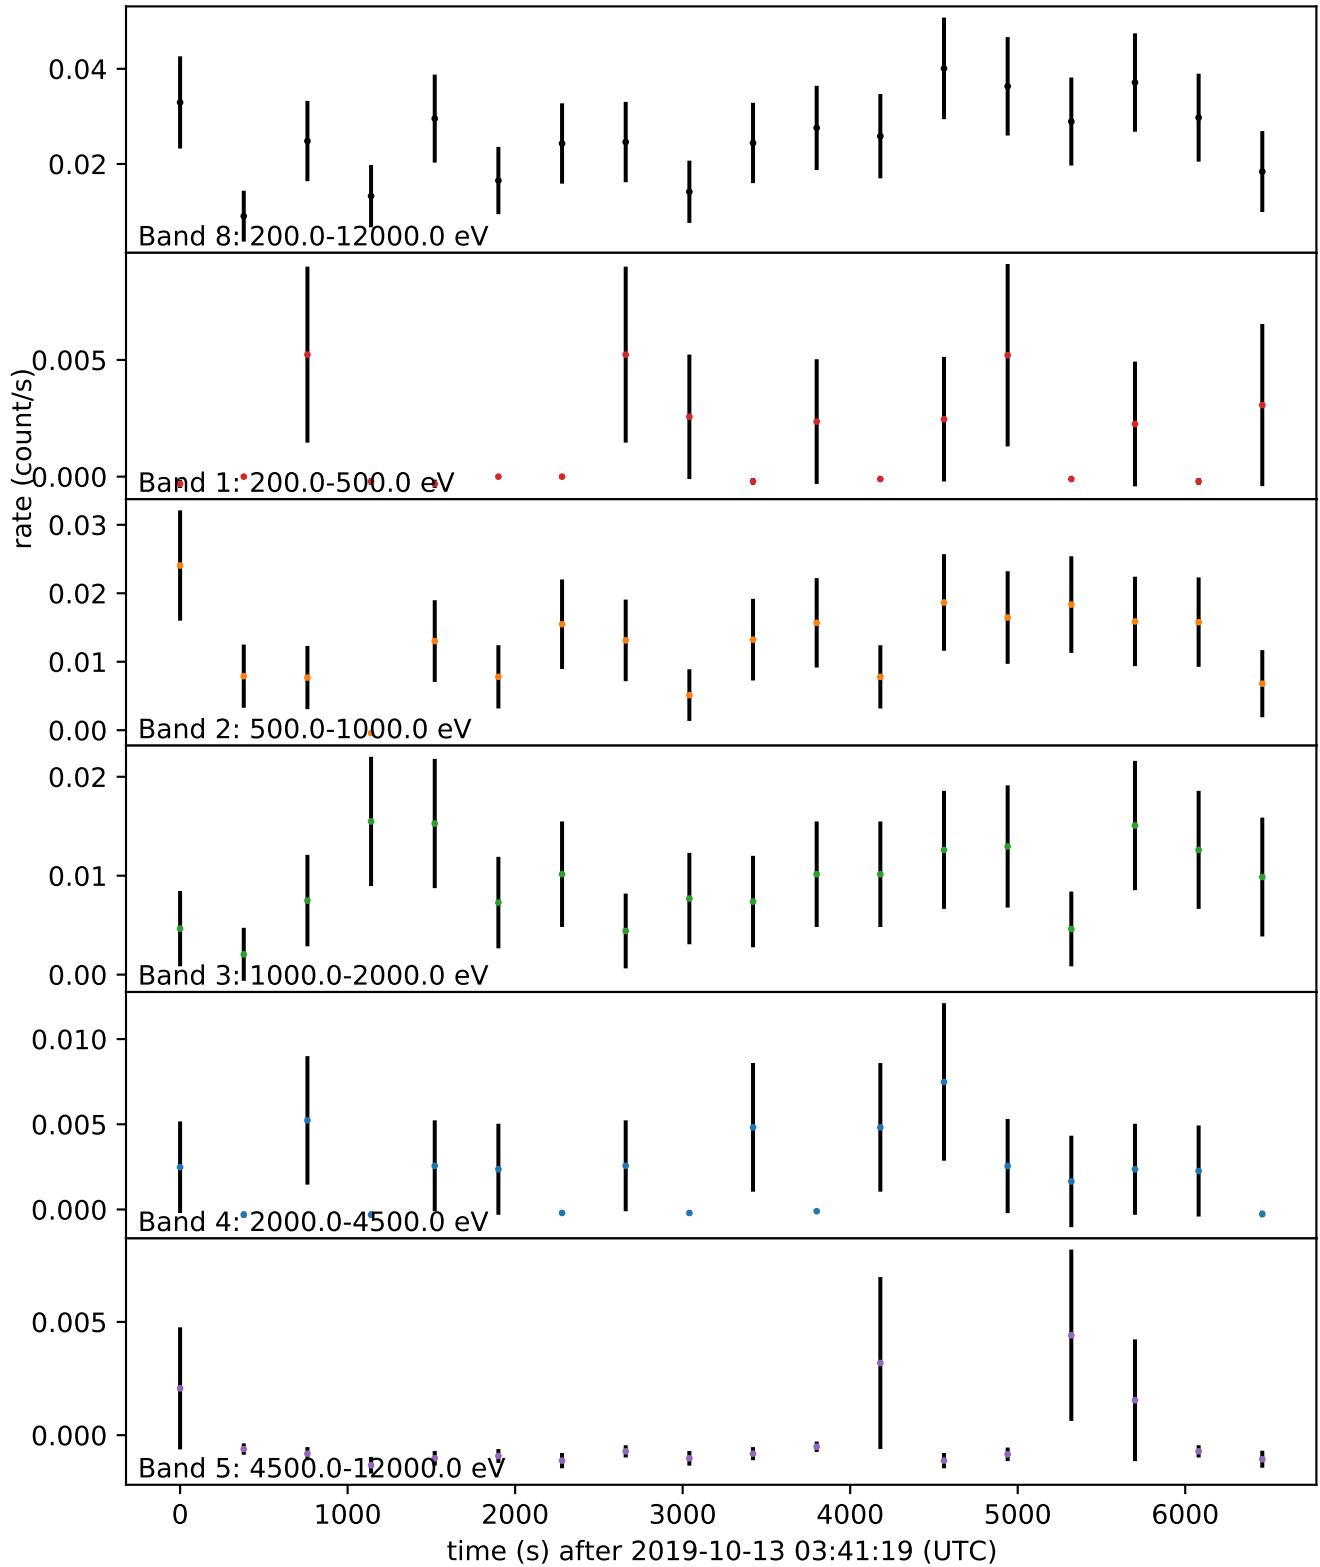 0.04
0.02
Band 8: 200.0-12000.0 eV
0.005
0.000
Band 1: 200.0-500.0 eV
rate (count/s)
0.03
0.02
0.01
0.00
Band 2: 500.0-1000.0 eV
0.02
0.01
0.00
Band 3: 1000.0-2000.0 eV
0.010
0.005
0.000
Band 4: 2000.0-4500.0 eV
0.005
0.000
Band 5: 4500.0-12000.0 eV
0 1000 2000 3000 4000 5000 6000
time (s) after 2019-10-13 03:41:19 (UTC)